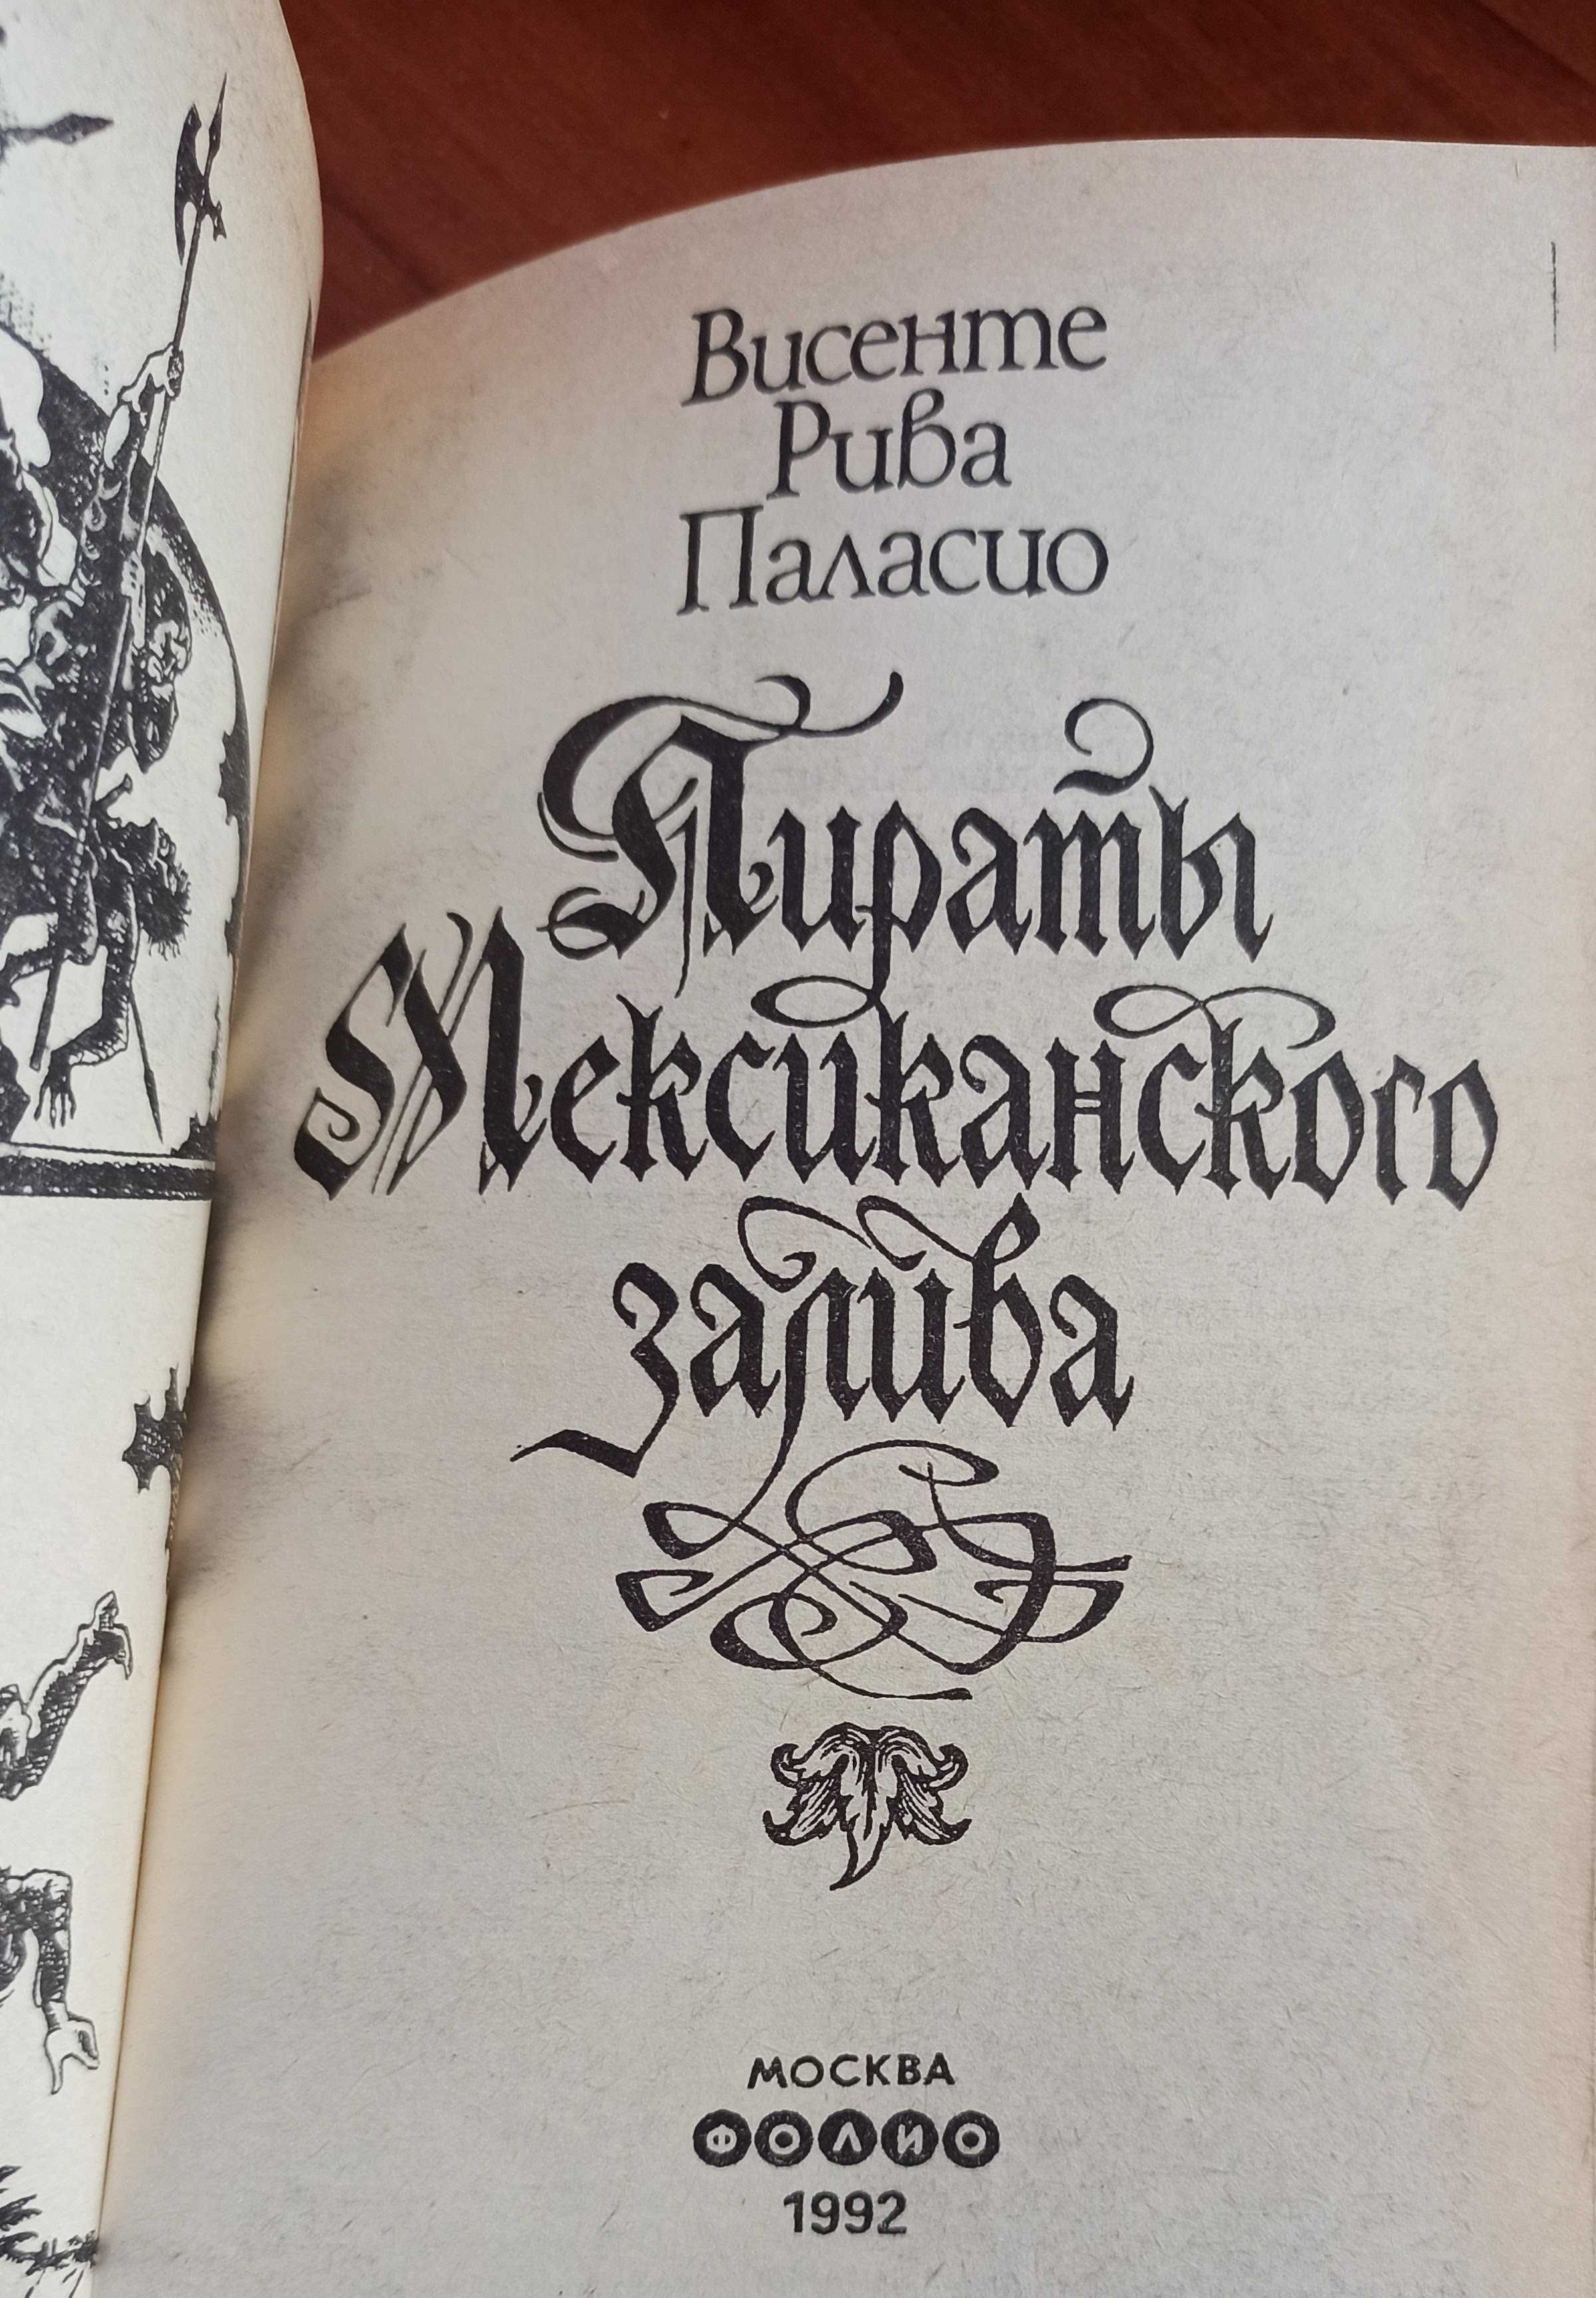 Висенте
Рива
Паласио
Пираты
Мексиканского
залива
МОСКВА
ФОЛИО
1992